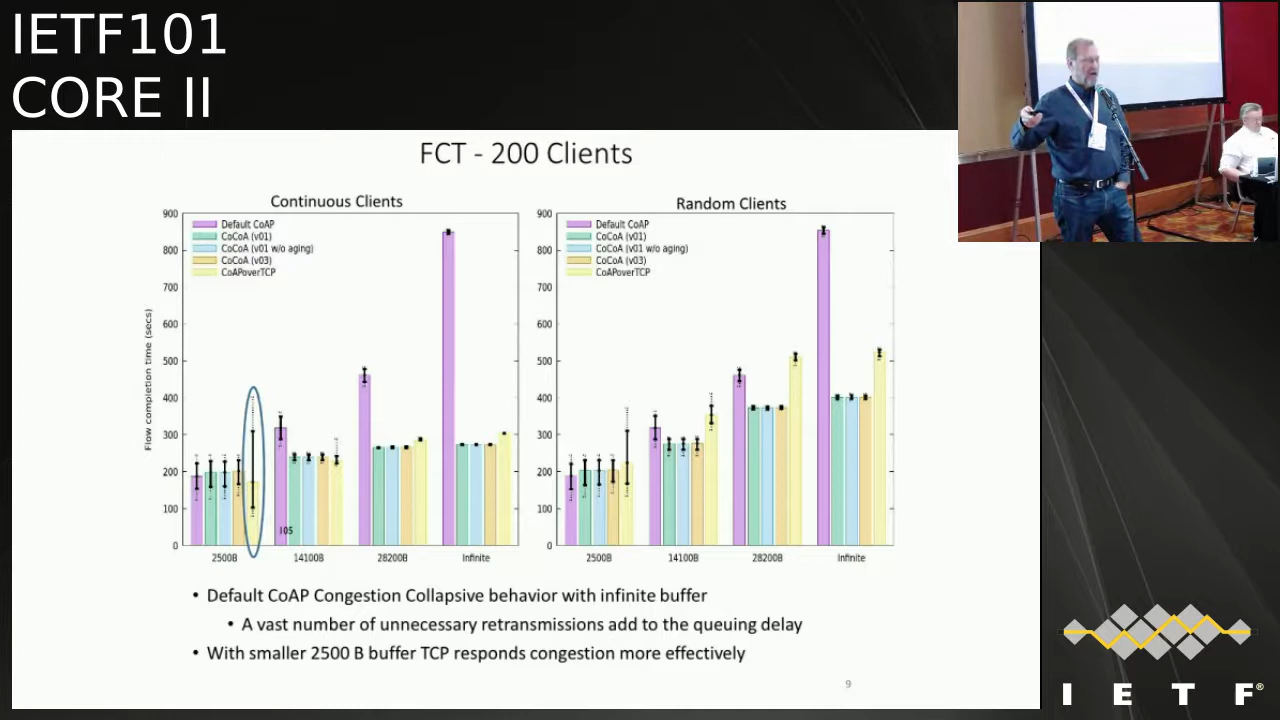 IETF101
CORE II
FCT - 200 Clients
Continuous Clients
Random Clients
Flow completion time (secs)
900
800
700
600
500
400
300
200
100
0
Default CoAP
CoCoA (v01)
CoCoA (v01 w/o aging)
CoCoA (v03)
CoAPoverTCP
105
2500B
14100B
28200B
Infinite
900
800
700
600
500
400
300
200
100
0
Default CoAP
CoCoA (v01)
CoCoA (v01 w/o aging)
CoCoA (v03)
CoAPoverTCP
2500B
14100B
28200B
Infinite
• Default CoAP Congestion Collapsive behavior with infinite buffer
• A vast number of unnecessary retransmissions add to the queuing delay
• With smaller 2500 B buffer TCP responds congestion more effectively
9
I E T F®